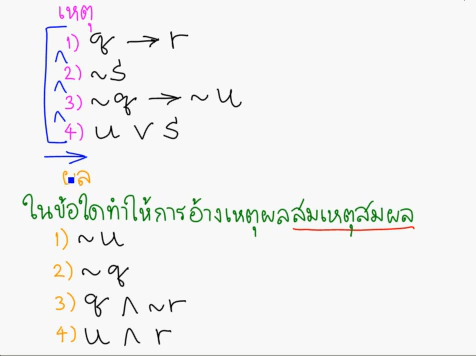 เหตุ
1) q → r
∧
2) ~s
∧
3) ~q → ~u
∧
4) u ∨ s
→
ผล
ในข้อใดทำให้การอ้างเหตุผลสมเหตุสมผล
1) ~u
2) ~q
3) q ∧ ~r
4) u ∧ r